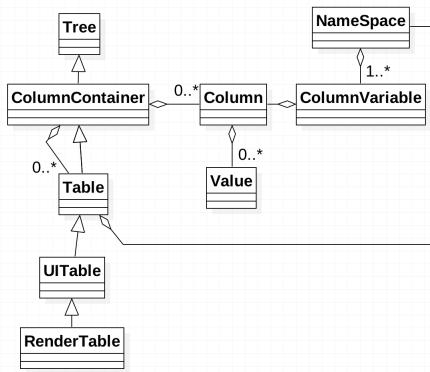 NameSpace
Tree
1..*
ColumnContainer
0..*
Column
ColumnVariable
0..*
0..*
Table
Value
UITable
RenderTable